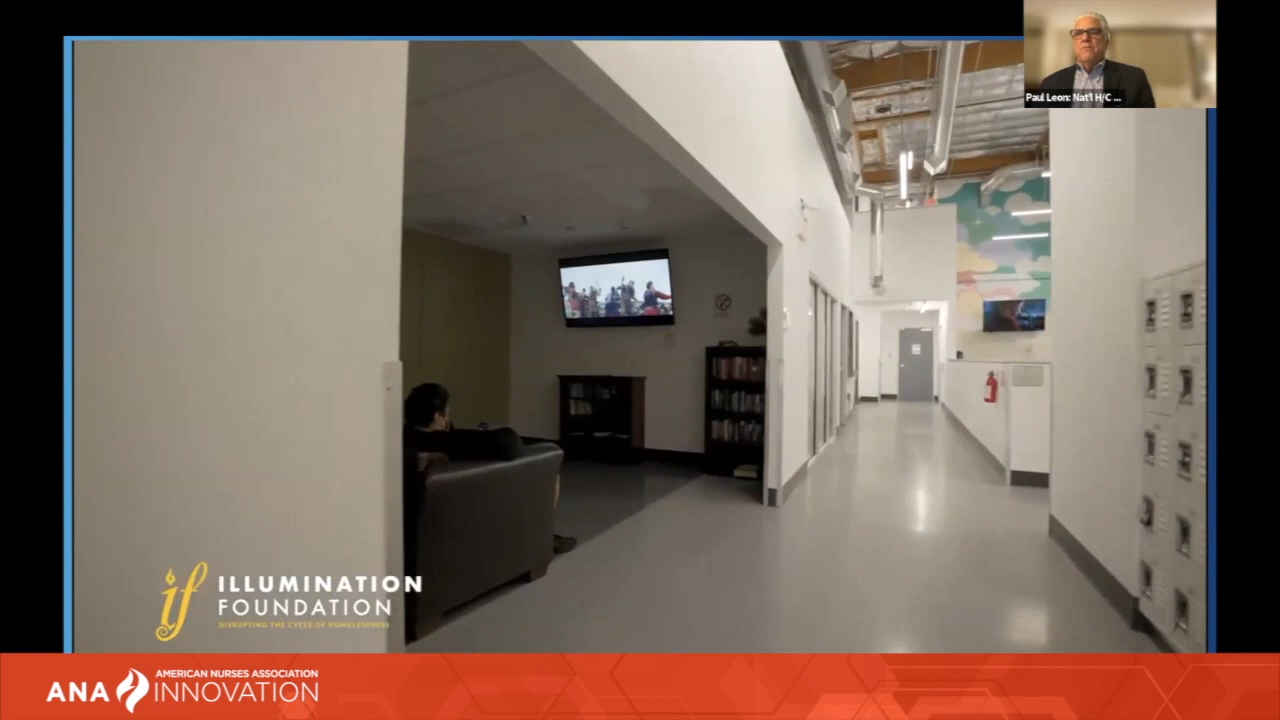 Paul Leon: Nat'l H/C ...
if
ILLUMINATION
FOUNDATION
DISRUPTING THE CYCLE OF HOMELESSNESS
AMERICAN NURSES ASSOCIATION
ANA INNOVATION